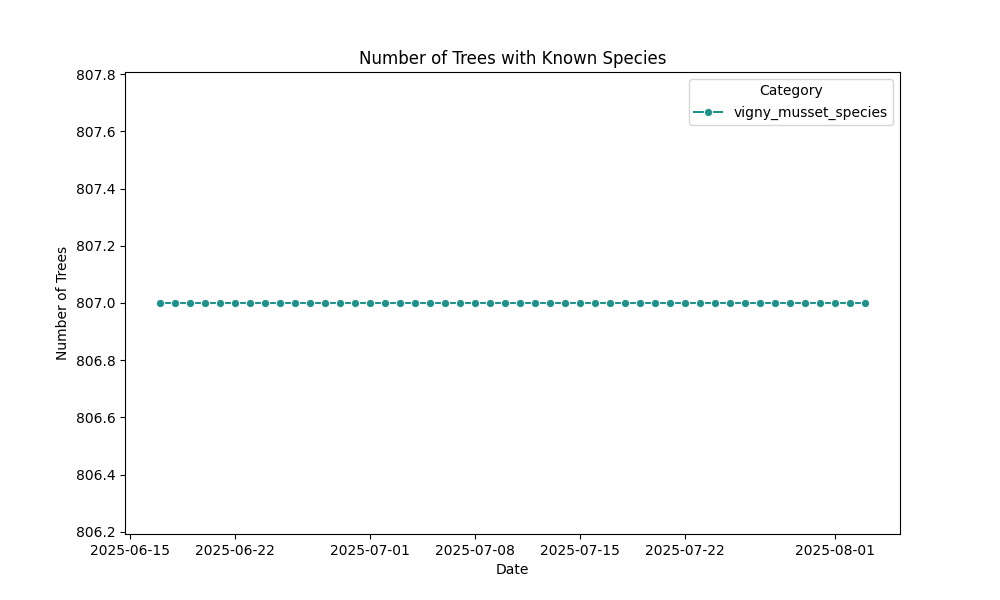 Number of Trees with Known Species
Category
vigny_musset_species
Number of Trees
807.8
807.6
807.4
807.2
807.0
806.8
806.6
806.4
806.2
2025-06-15 2025-06-22 2025-07-01 2025-07-08 2025-07-15 2025-07-22 2025-08-01
Date